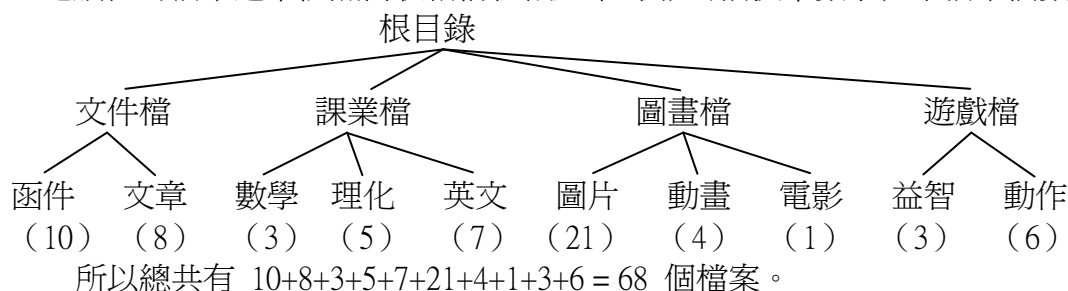 根目錄
文件檔 課業檔 圖畫檔 遊戲檔
函件 文章 數學 理化 英文 圖片 動畫 電影 益智 動作
（10）（8）（3）（5）（7）（21）（4）（1）（3）（6）
所以總共有 10+8+3+5+7+21+4+1+3+6 = 68 個檔案。